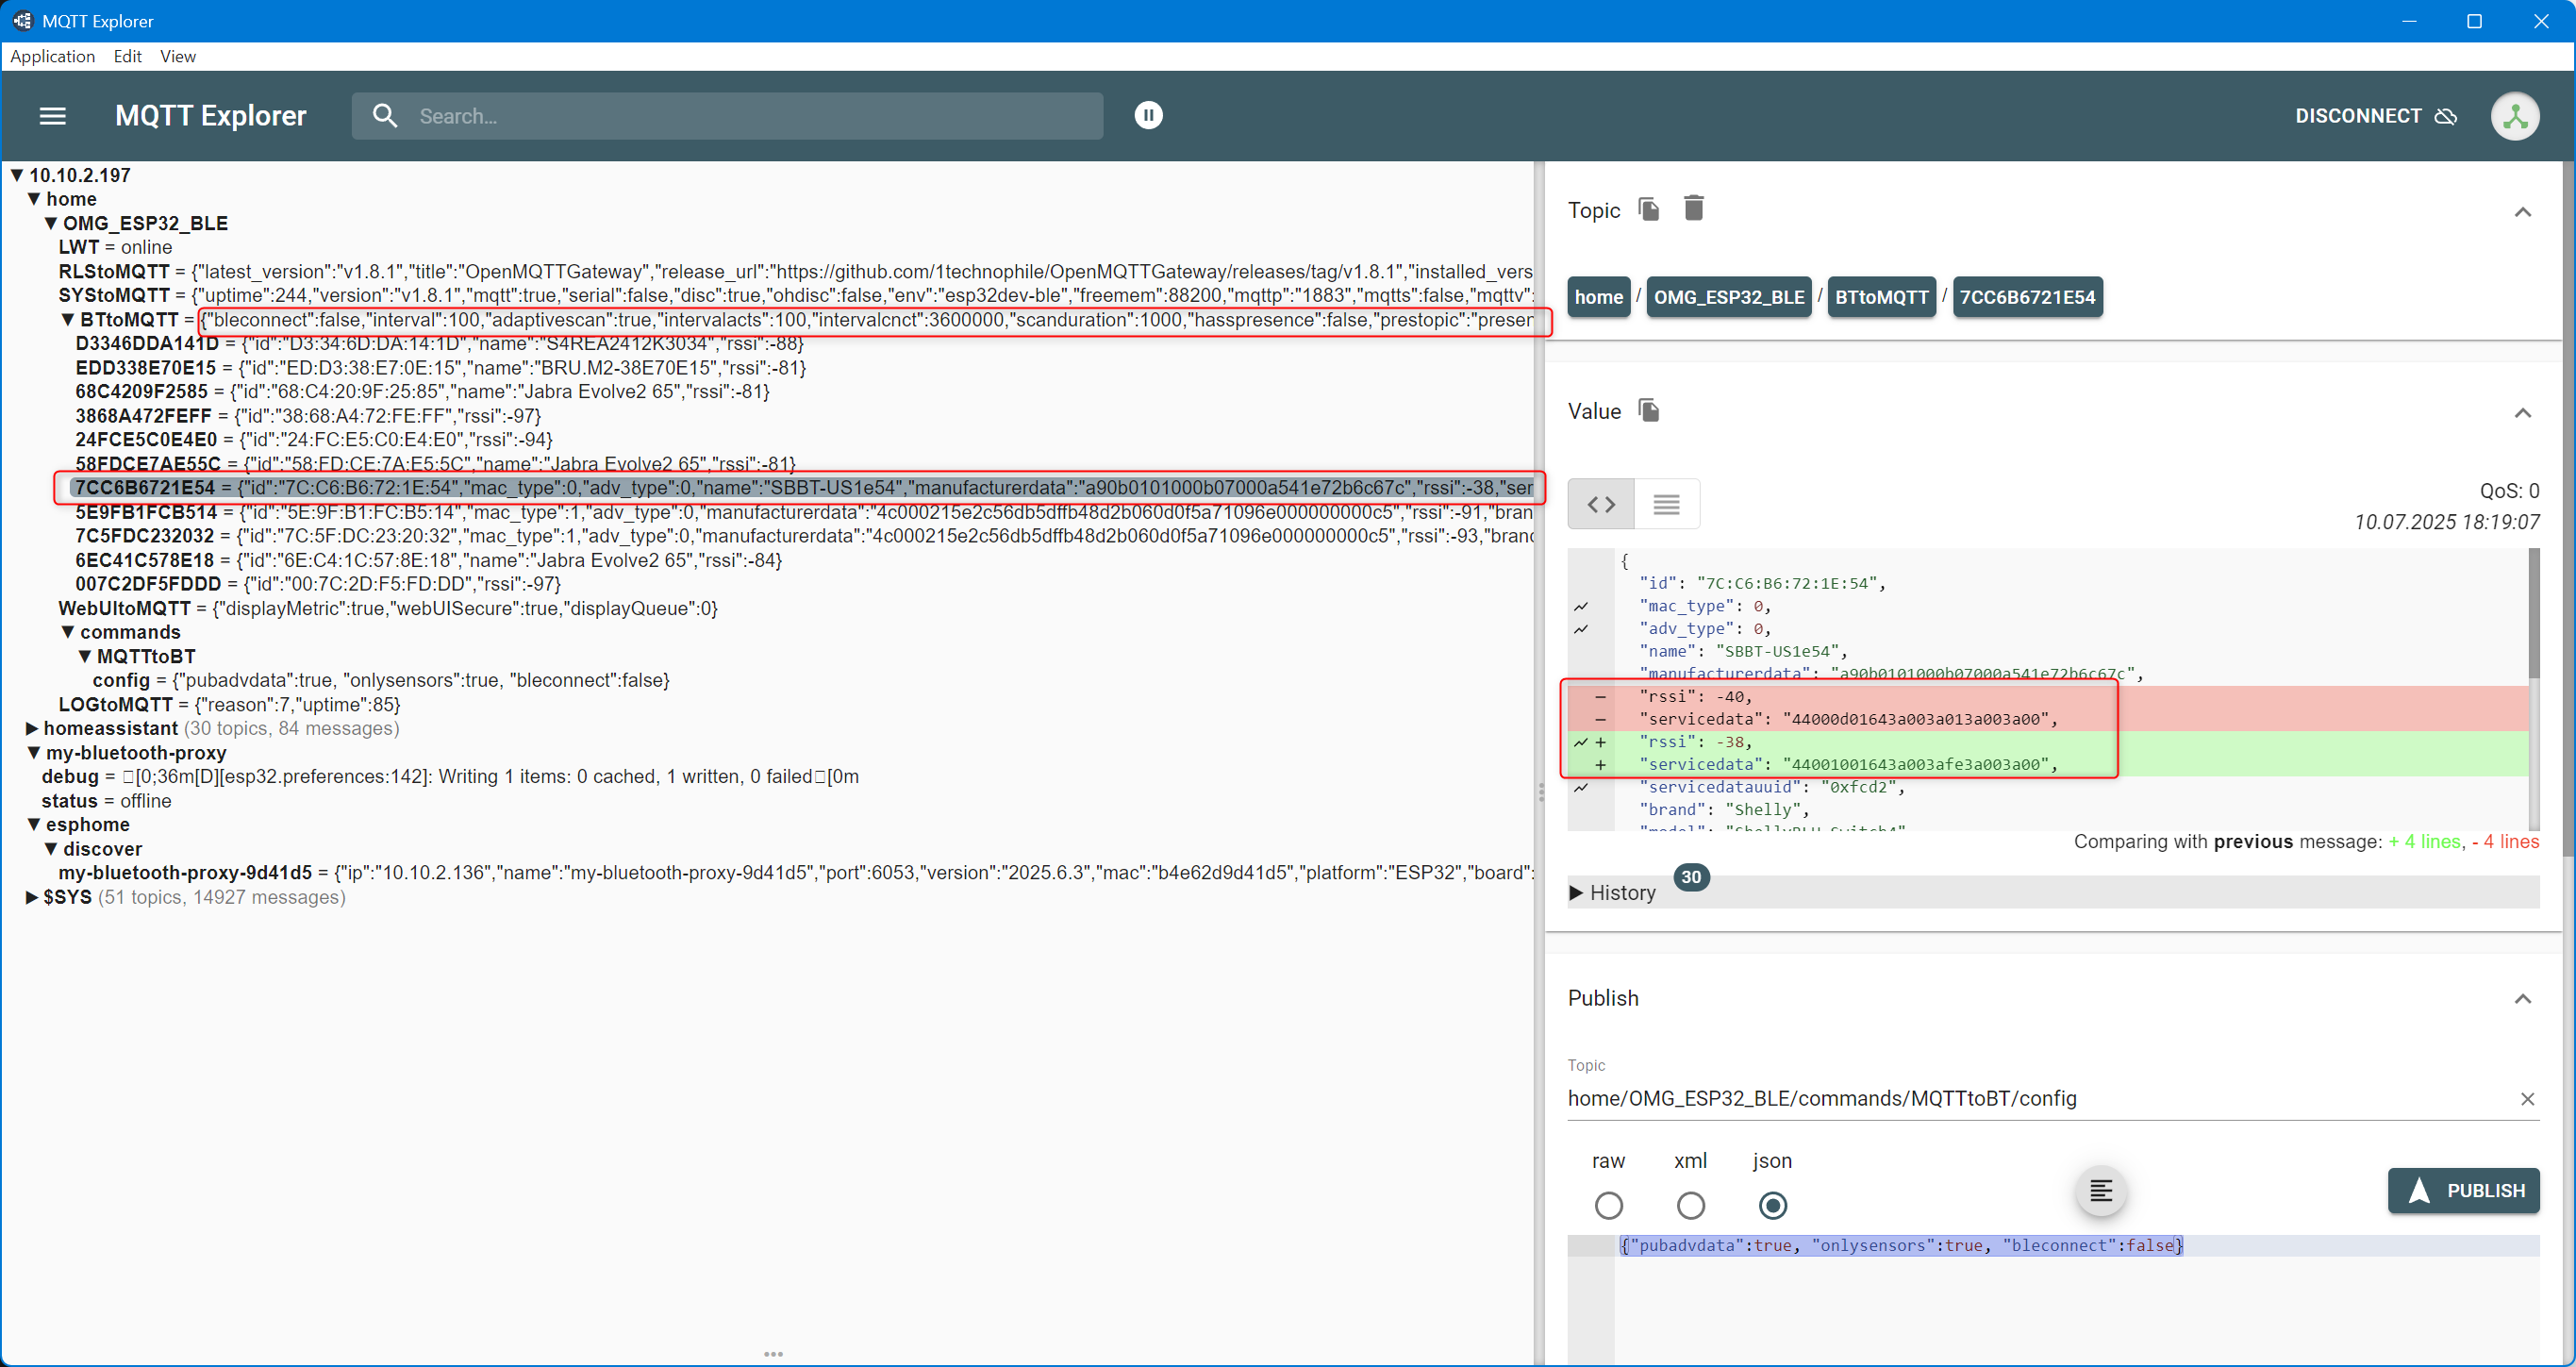 MQTT Explorer
Application Edit View
MQTT Explorer Search... DISCONNECT
▼ 10.10.2.197
▼ home
▼ OMG_ESP32_BLE
LWT = online
RLStoMQTT = {"latest_version":"v1.8.1","title":"OpenMQTTGateway","release_url":"https://github.com/1technophile/OpenMQTTGateway/releases/tag/v1.8.1","installed_vers
SYStoMQTT = {"uptime":244,"version":"v1.8.1","mqtt":true,"serial":false,"disc":true,"ohdisc":false,"env":"esp32dev-ble","freemem":88200,"mqttp":"1883","mqtts":false,"mqttv":
▼ BTtoMQTT = {"bleconnect":false,"interval":100,"adaptivescan":true,"intervalacts":100,"intervalcnct":3600000,"scanduration":1000,"hasspresence":false,"prestopic":"presen
D3346DDA141D = {"id":"D3:34:6D:DA:14:1D","name":"S4REA2412K3034","rssi":-88}
EDD338E70E15 = {"id":"ED:D3:38:E7:0E:15","name":"BRU.M2-38E70E15","rssi":-81}
68C4209F2585 = {"id":"68:C4:20:9F:25:85","name":"Jabra Evolve2 65","rssi":-81}
3868A472FEFF = {"id":"38:68:A4:72:FE:FF","rssi":-97}
24FCE5C0E4E0 = {"id":"24:FC:E5:C0:E4:E0","rssi":-94}
58FDCE7AE55C = {"id":"58:FD:CE:7A:E5:5C","name":"Jabra Evolve2 65","rssi":-81}
7CC6B6721E54 = {"id":"7C:C6:B6:72:1E:54","mac_type":0,"adv_type":0,"name":"SBBT-US1e54","manufacturerdata":"a90b0101000b07000a541e72b6c67c","rssi":-38,"ser
5E9FB1FCB514 = {"id":"5E:9F:B1:FC:B5:14","mac_type":1,"adv_type":0,"manufacturerdata":"4c000215e2c56db5dffb48d2b060d0f5a71096e000000000c5","rssi":-91,"bran
7C5FDC232032 = {"id":"7C:5F:DC:23:20:32","mac_type":1,"adv_type":0,"manufacturerdata":"4c000215e2c56db5dffb48d2b060d0f5a71096e000000000c5","rssi":-93,"branc
6EC41C578E18 = {"id":"6E:C4:1C:57:8E:18","name":"Jabra Evolve2 65","rssi":-84}
007C2DF5FDDD = {"id":"00:7C:2D:F5:FD:DD","rssi":-97}
WebUItoMQTT = {"displayMetric":true,"webUISecure":true,"displayQueue":0}
▼ commands
▼ MQTTtoBT
config = {"pubadvdata":true, "onlysensors":true, "bleconnect":false}
LOGtoMQTT = {"reason":7,"uptime":85}
▶ homeassistant (30 topics, 84 messages)
▼ my-bluetooth-proxy
debug = [0;36m[D][esp32.preferences:142]: Writing 1 items: 0 cached, 1 written, 0 failed[0m
status = offline
▼ esphome
▼ discover
my-bluetooth-proxy-9d41d5 = {"ip":"10.10.2.136","name":"my-bluetooth-proxy-9d41d5","port":6053,"version":"2025.6.3","mac":"b4e62d9d41d5","platform":"ESP32","board":
▶ $SYS (51 topics, 14927 messages)
Topic
home / OMG_ESP32_BLE / BTtoMQTT / 7CC6B6721E54
Value
QoS: 0
10.07.2025 18:19:07
{
"id": "7C:C6:B6:72:1E:54",
"mac_type": 0,
"adv_type": 0,
"name": "SBBT-US1e54",
"manufacturerdata": "a90b0101000b07000a541e72b6c67c",
- "rssi": -40,
- "servicedata": "44000d01643a003a013a003a00",
+ "rssi": -38,
+ "servicedata": "44001001643a003afe3a003a00",
"servicedatauuid": "0xfcd2",
"brand": "Shelly",
Comparing with previous message: + 4 lines, - 4 lines
▶ History 30
Publish
Topic
home/OMG_ESP32_BLE/commands/MQTTtoBT/config
raw xml json
PUBLISH
{"pubadvdata":true, "onlysensors":true, "bleconnect":false}